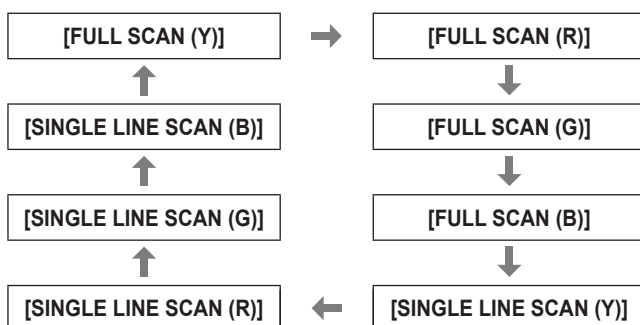 [FULL SCAN (Y)]
[FULL SCAN (R)]
[SINGLE LINE SCAN (B)]
[FULL SCAN (G)]
[SINGLE LINE SCAN (G)]
[FULL SCAN (B)]
[SINGLE LINE SCAN (R)]
[SINGLE LINE SCAN (Y)]